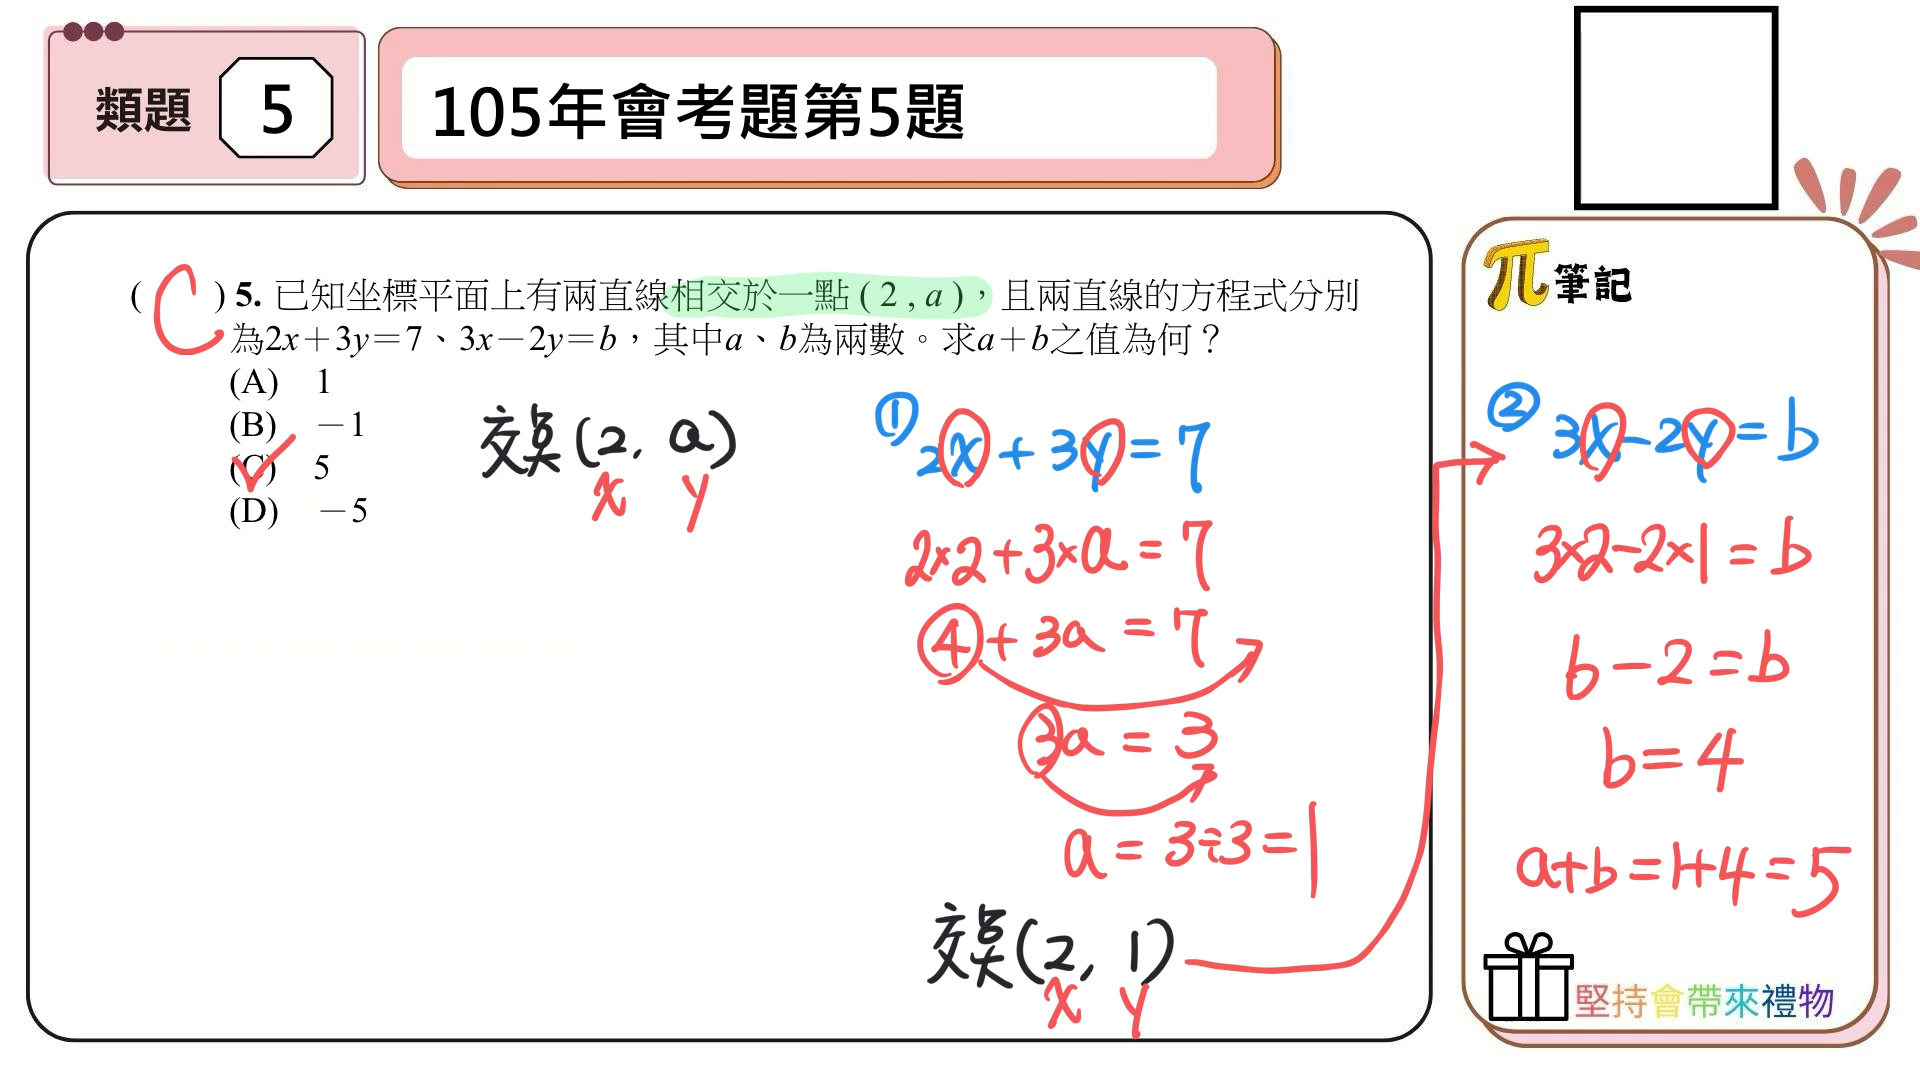 類題 5
105年會考題第5題
( C ) 5. 已知坐標平面上有兩直線相交於一點 ( 2 , a )，且兩直線的方程式分別
為2x＋3y＝7、3x－2y＝b，其中a、b為兩數。求a＋b之值為何？
(A) 1
(B) －1
(C) 5
(D) －5
交點(2, a)
x y
① 2x + 3y = 7
2×2+3×a = 7
4 + 3a = 7
3a = 3
a = 3÷3 = 1
交點(2, 1)
x y
π筆記
② 3x－2y = b
3×2－2×1 = b
6－2 = b
b = 4
a+b = 1+4 = 5
堅持會帶來禮物